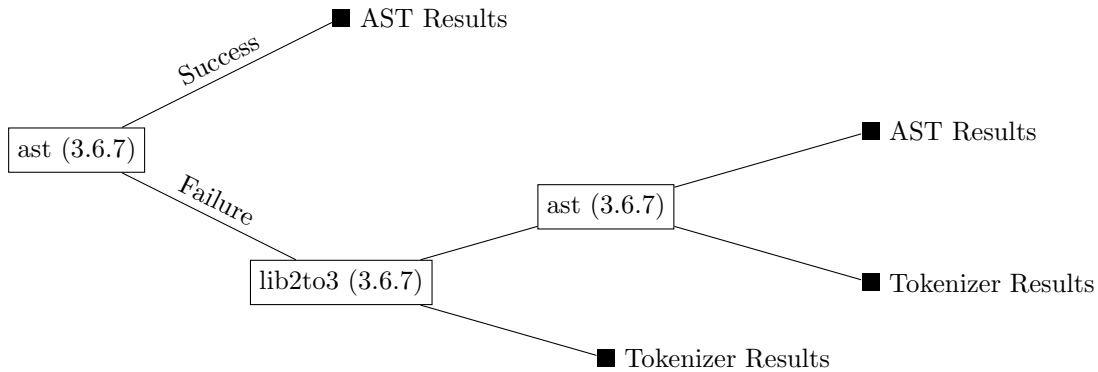 AST Results
Success
AST Results
ast (3.6.7)
Failure
ast (3.6.7)
lib2to3 (3.6.7)
Tokenizer Results
Tokenizer Results